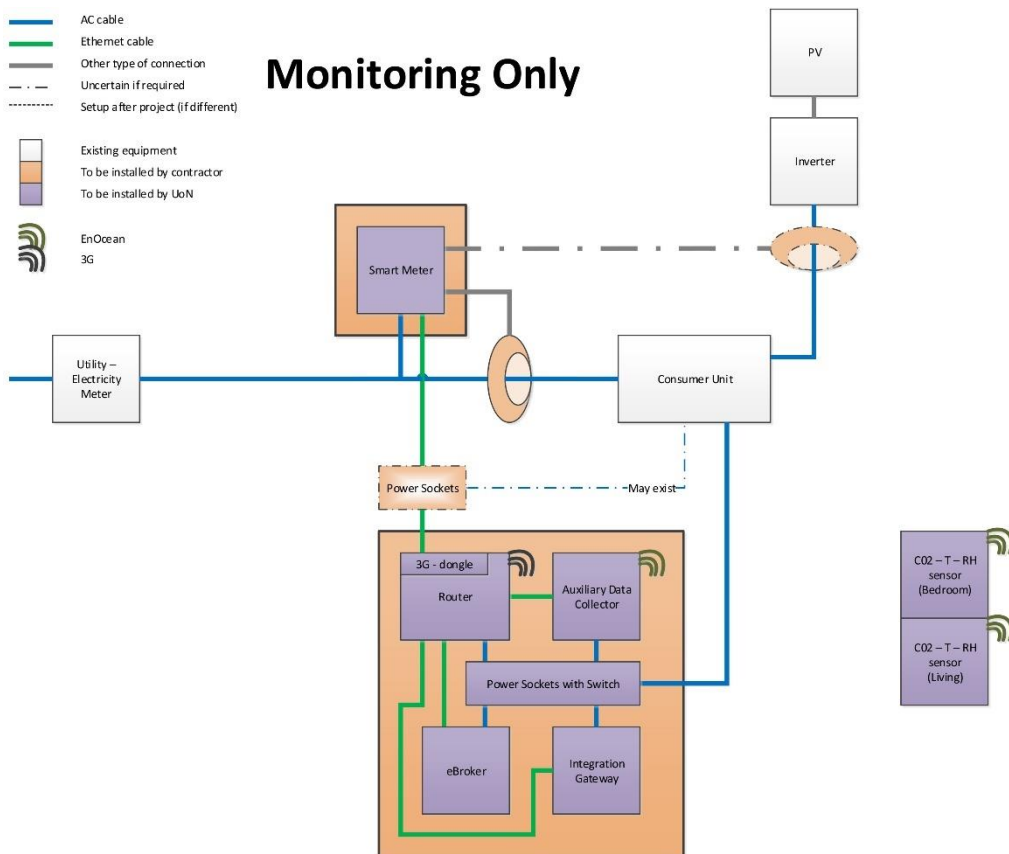 AC cable
Ethernet cable
Other type of connection
Uncertain if required
Setup after project (if different)
Existing equipment
To be installed by contractor
To be installed by UoN
EnOcean
3G
Monitoring Only
PV
Inverter
Smart Meter
Utility –
Electricity
Meter
Consumer Unit
Power Sockets
May exist
3G - dongle
Router
Auxiliary Data
Collector
Power Sockets with Switch
eBroker
Integration
Gateway
C02 – T – RH
sensor
(Bedroom)
C02 – T – RH
sensor
(Living)